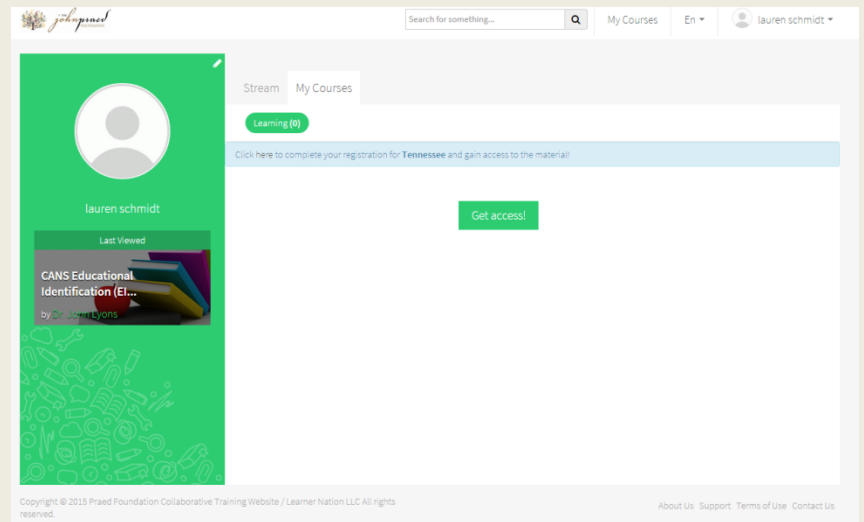 john praed
Search for something...
My Courses
En
lauren schmidt
Stream
My Courses
Learning (0)
Click here to complete your registration for Tennessee and gain access to the material!
Get access!
lauren schmidt
Last Viewed
CANS Educational
Identification (EI...
by Dr. John Lyons
Copyright © 2015 Praed Foundation Collaborative Training Website / Learner Nation LLC All rights
reserved.
About Us Support Terms of Use Contact Us